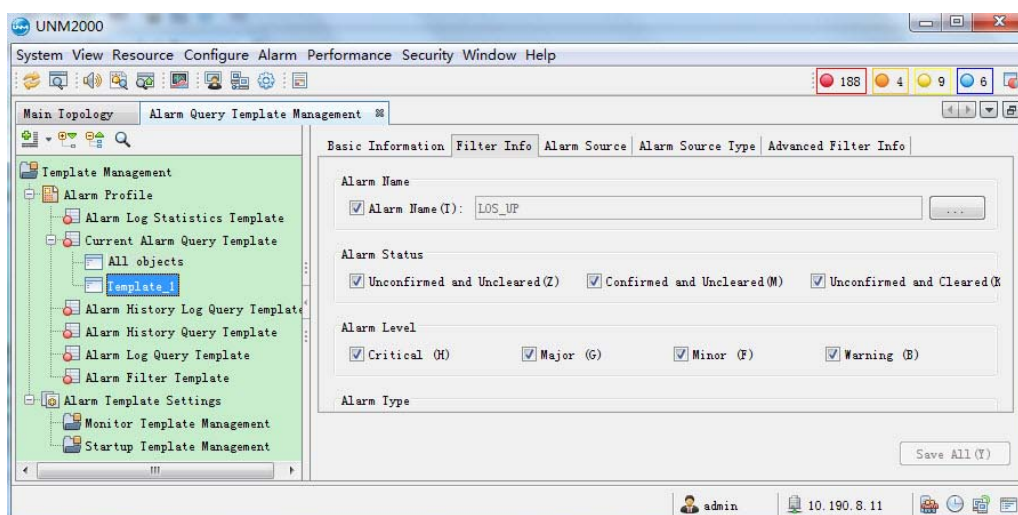 UNM2000
System View Resource Configure Alarm Performance Security Window Help
188 4 9 6
Main Topology Alarm Query Template Management
Basic Information Filter Info Alarm Source Alarm Source Type Advanced Filter Info
Template Management
Alarm Profile
Alarm Log Statistics Template
Current Alarm Query Template
All objects
Template_1
Alarm History Log Query Template
Alarm History Query Template
Alarm Log Query Template
Alarm Filter Template
Alarm Template Settings
Monitor Template Management
Startup Template Management
Alarm Name
Alarm Name(I): LOS_UP ...
Alarm Status
Unconfirmed and Uncleared(Z) Confirmed and Uncleared(M) Unconfirmed and Cleared(K
Alarm Level
Critical (H) Major (G) Minor (F) Warning (B)
Alarm Type
Save All(Y)
admin 10.190.8.11